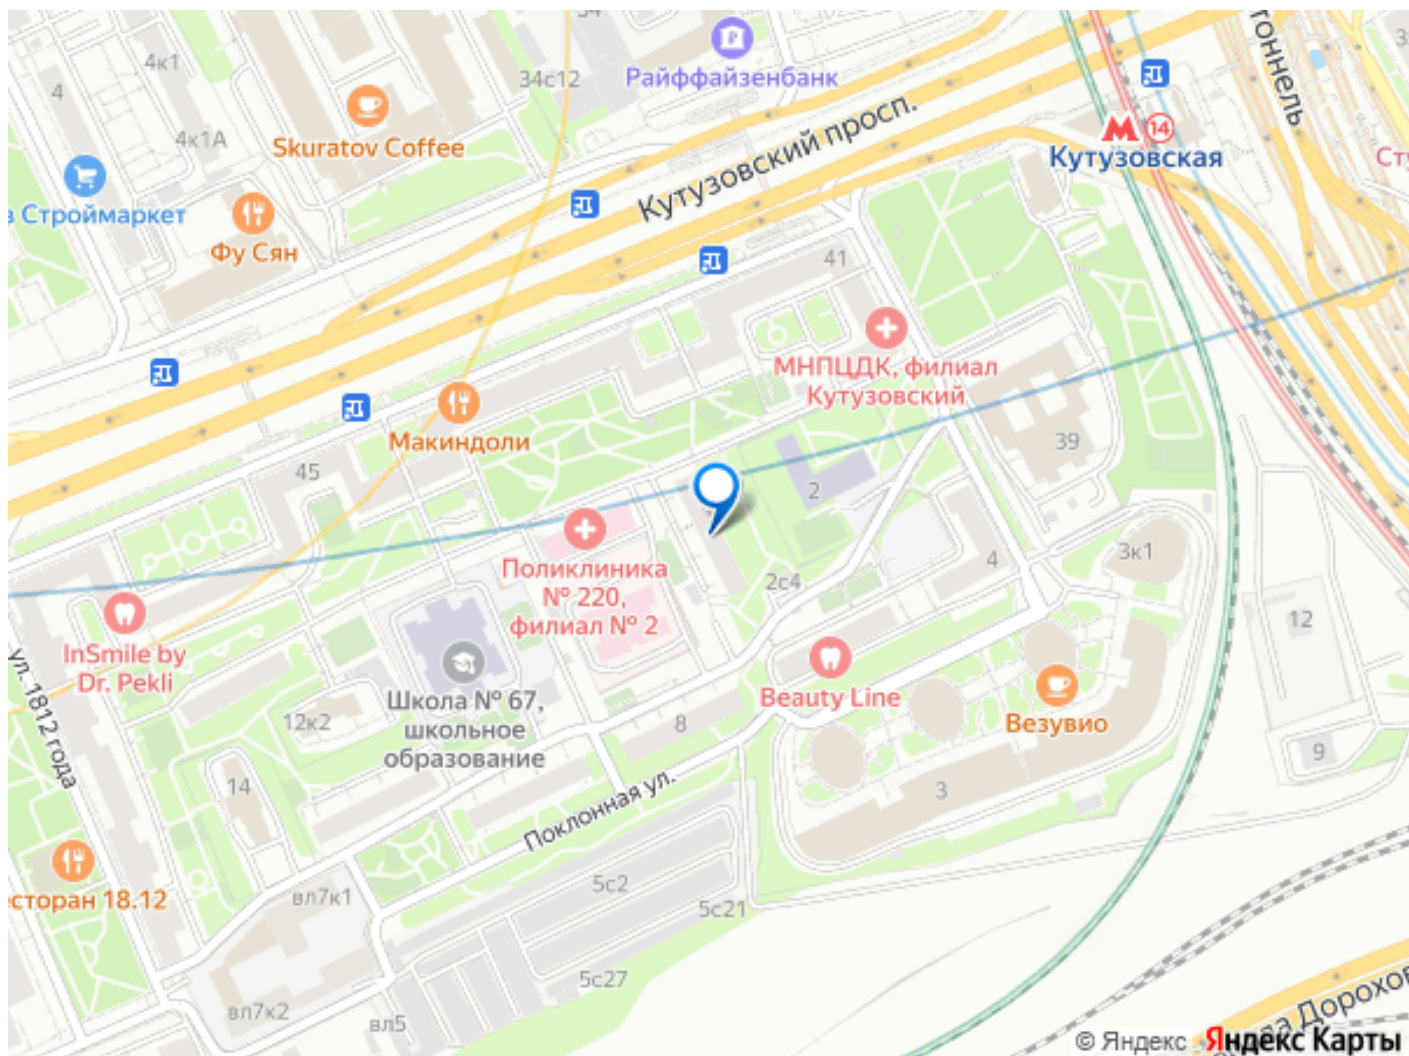 34
4к1
4
4к1А
34с12
Райффайзенбанк
Skuratov Coffee
Кутузовский просп.
тоннель
14
Кутузовская
Сту
в Строймаркет
Фу Сян
41
МНПЦДК, филиал
Кутузовский
Макиндоли
45
39
2
Поликлиника
№ 220,
филиал № 2
2с4
4
3к1
12
InSmile by
Dr. Pekli
ул. 1812 года
Школа № 67,
школьное
образование
12к2
14
8
Beauty Line
Везувио
3
9
Поклонная ул.
есторан 18.12
вл7к1
5с2
5с21
5с27
вл7к2
вл5
Дорохов
© Яндекс Яндекс Карты